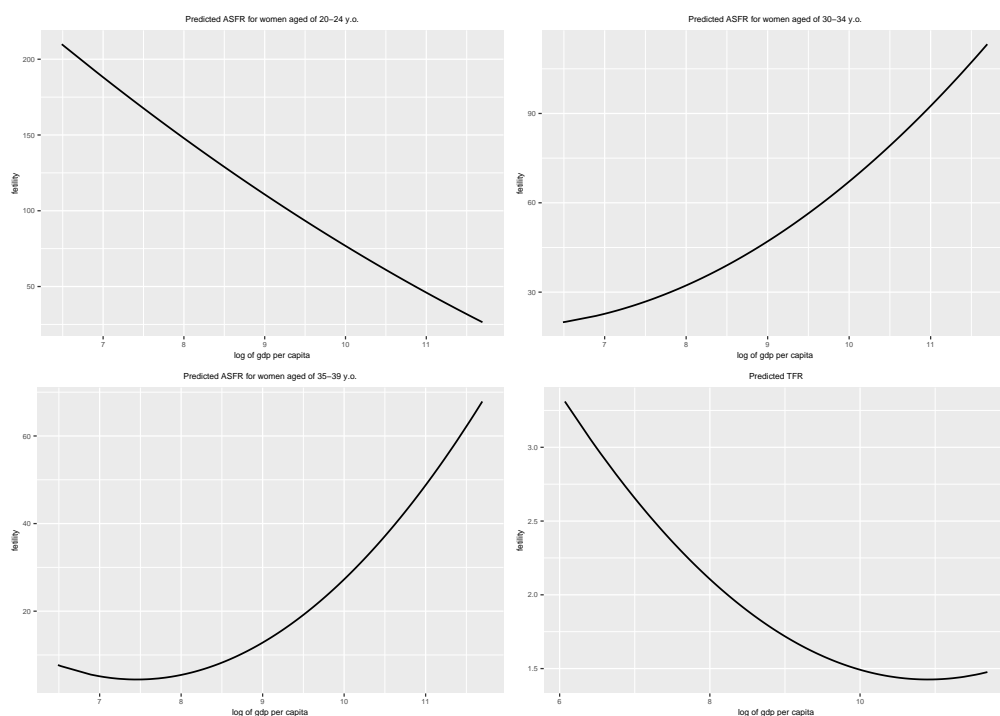 Predicted ASFR for women aged of 20–24 y.o.
fetility
200
150
100
50
7 8 9 10 11
log of gdp per capita
Predicted ASFR for women aged of 30–34 y.o.
fetility
90
60
30
7 8 9 10 11
log of gdp per capita
Predicted ASFR for women aged of 35–39 y.o.
fetility
60
40
20
7 8 9 10 11
log of gdp per capita
Predicted TFR
fetility
3.0
2.5
2.0
1.5
6 8 10
log of gdp per capita